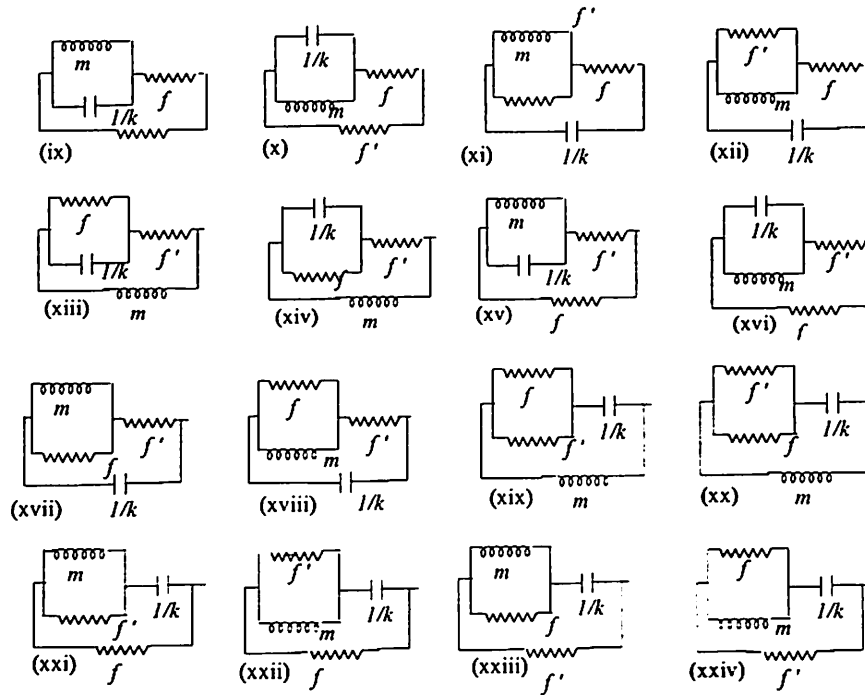 m 1/k f (ix)
1/k m f f' (x)
f' m f 1/k (xi)
f' m f 1/k (xii)
f 1/k f' m (xiii)
1/k f f' m (xiv)
m 1/k f' f (xv)
1/k m f' f (xvi)
m f f' 1/k (xvii)
f m f' 1/k (xviii)
f f' 1/k m (xix)
f' f 1/k m (xx)
m f' 1/k f (xxi)
f' m 1/k f (xxii)
m f 1/k f' (xxiii)
f m 1/k f' (xxiv)